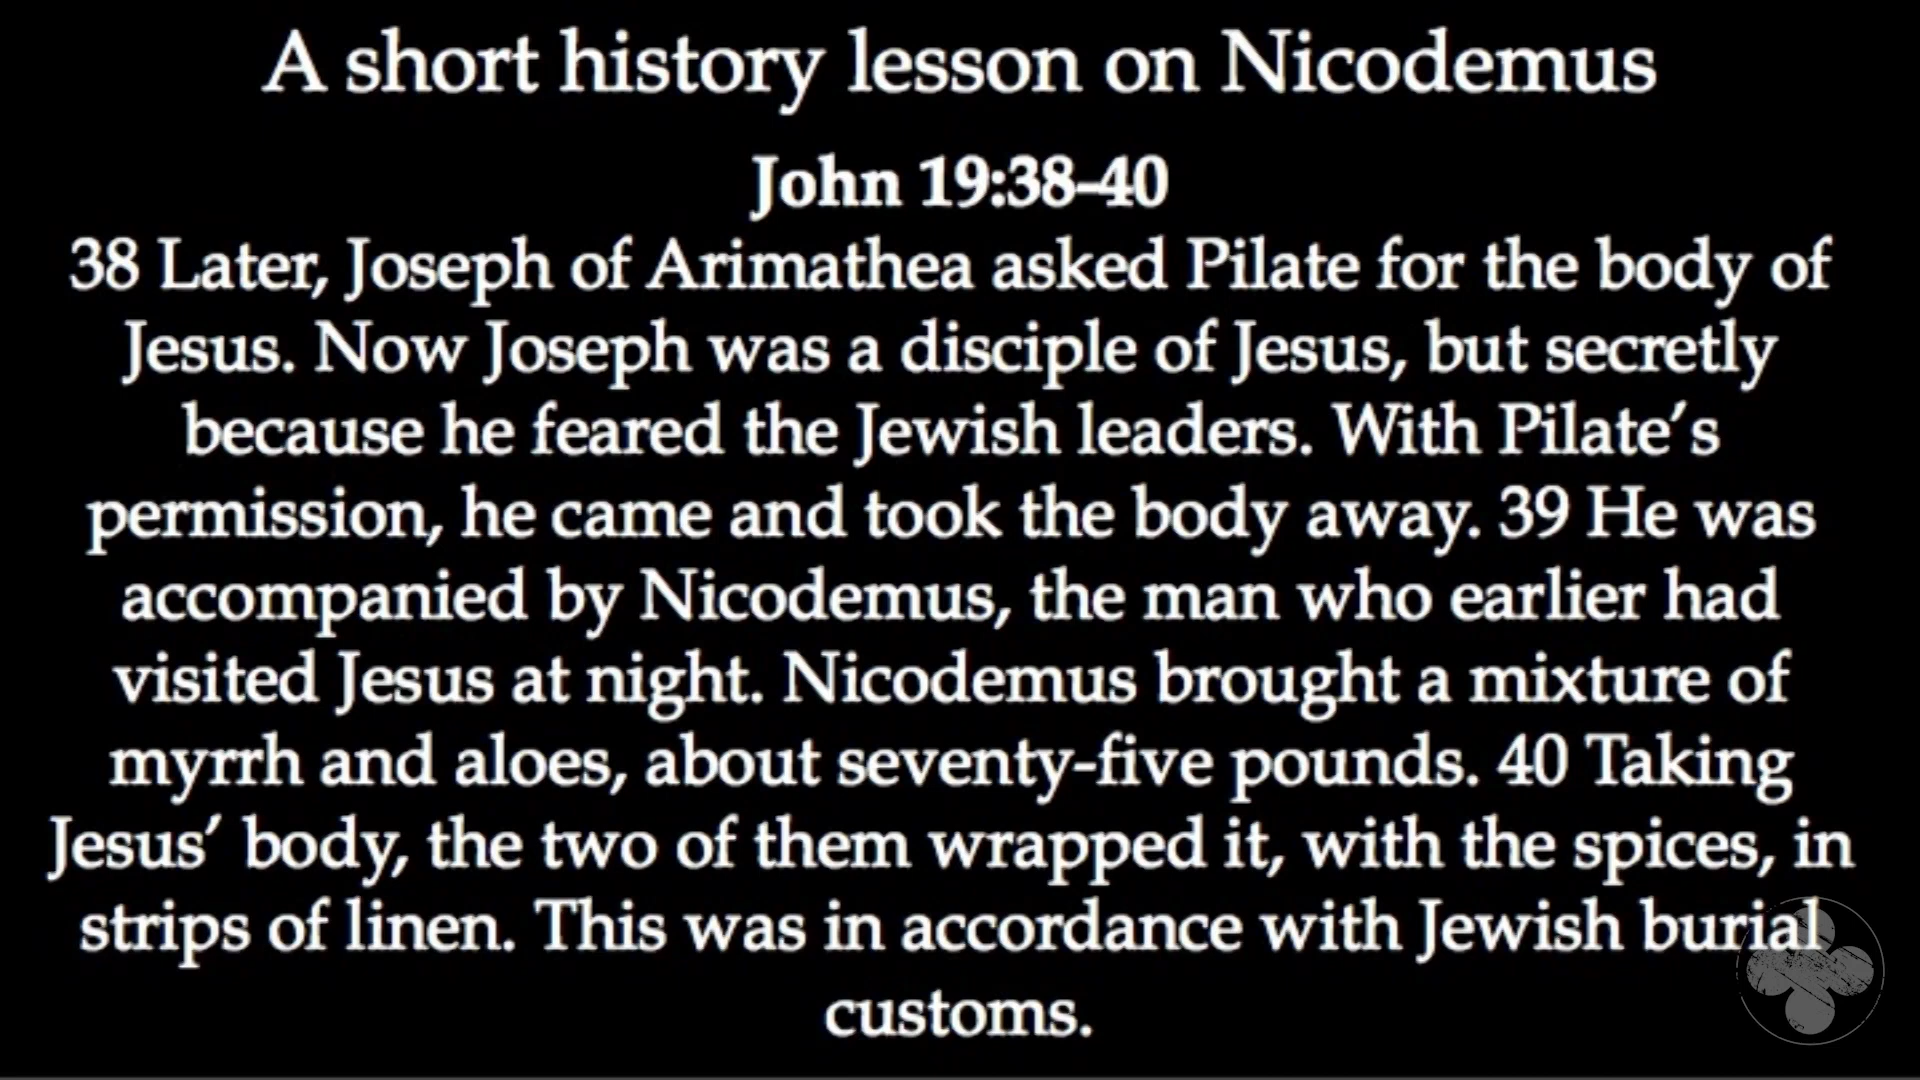 A short history lesson on Nicodemus
John 19:38-40
38 Later, Joseph of Arimathea asked Pilate for the body of
Jesus. Now Joseph was a disciple of Jesus, but secretly
because he feared the Jewish leaders. With Pilate’s
permission, he came and took the body away. 39 He was
accompanied by Nicodemus, the man who earlier had
visited Jesus at night. Nicodemus brought a mixture of
myrrh and aloes, about seventy-five pounds. 40 Taking
Jesus’ body, the two of them wrapped it, with the spices, in
strips of linen. This was in accordance with Jewish burial
customs.